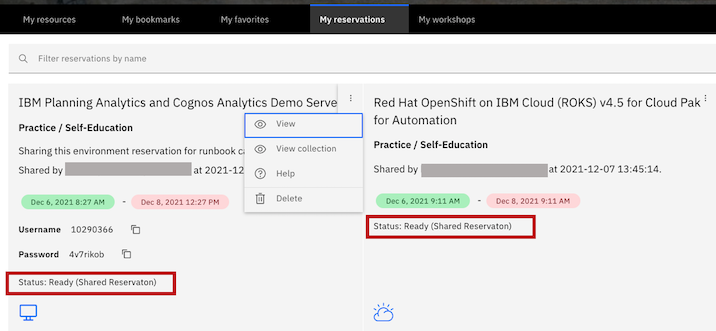 My resources My bookmarks My favorites My reservations My workshops
Filter reservations by name
IBM Planning Analytics and Cognos Analytics Demo Serve
Practice / Self-Education
Sharing this environment reservation for runbook ca
Shared by at 2021-12-
Dec 6, 2021 8:27 AM - Dec 8, 2021 12:27 PM
Username 10290366
Password 4v7rikob
Status: Ready (Shared Reservaton)
View
View collection
Help
Delete
Red Hat OpenShift on IBM Cloud (ROKS) v4.5 for Cloud Pak
for Automation
Practice / Self-Education
Shared by at 2021-12-07 13:45:14.
Dec 6, 2021 9:11 AM - Dec 8, 2021 9:11 AM
Status: Ready (Shared Reservaton)